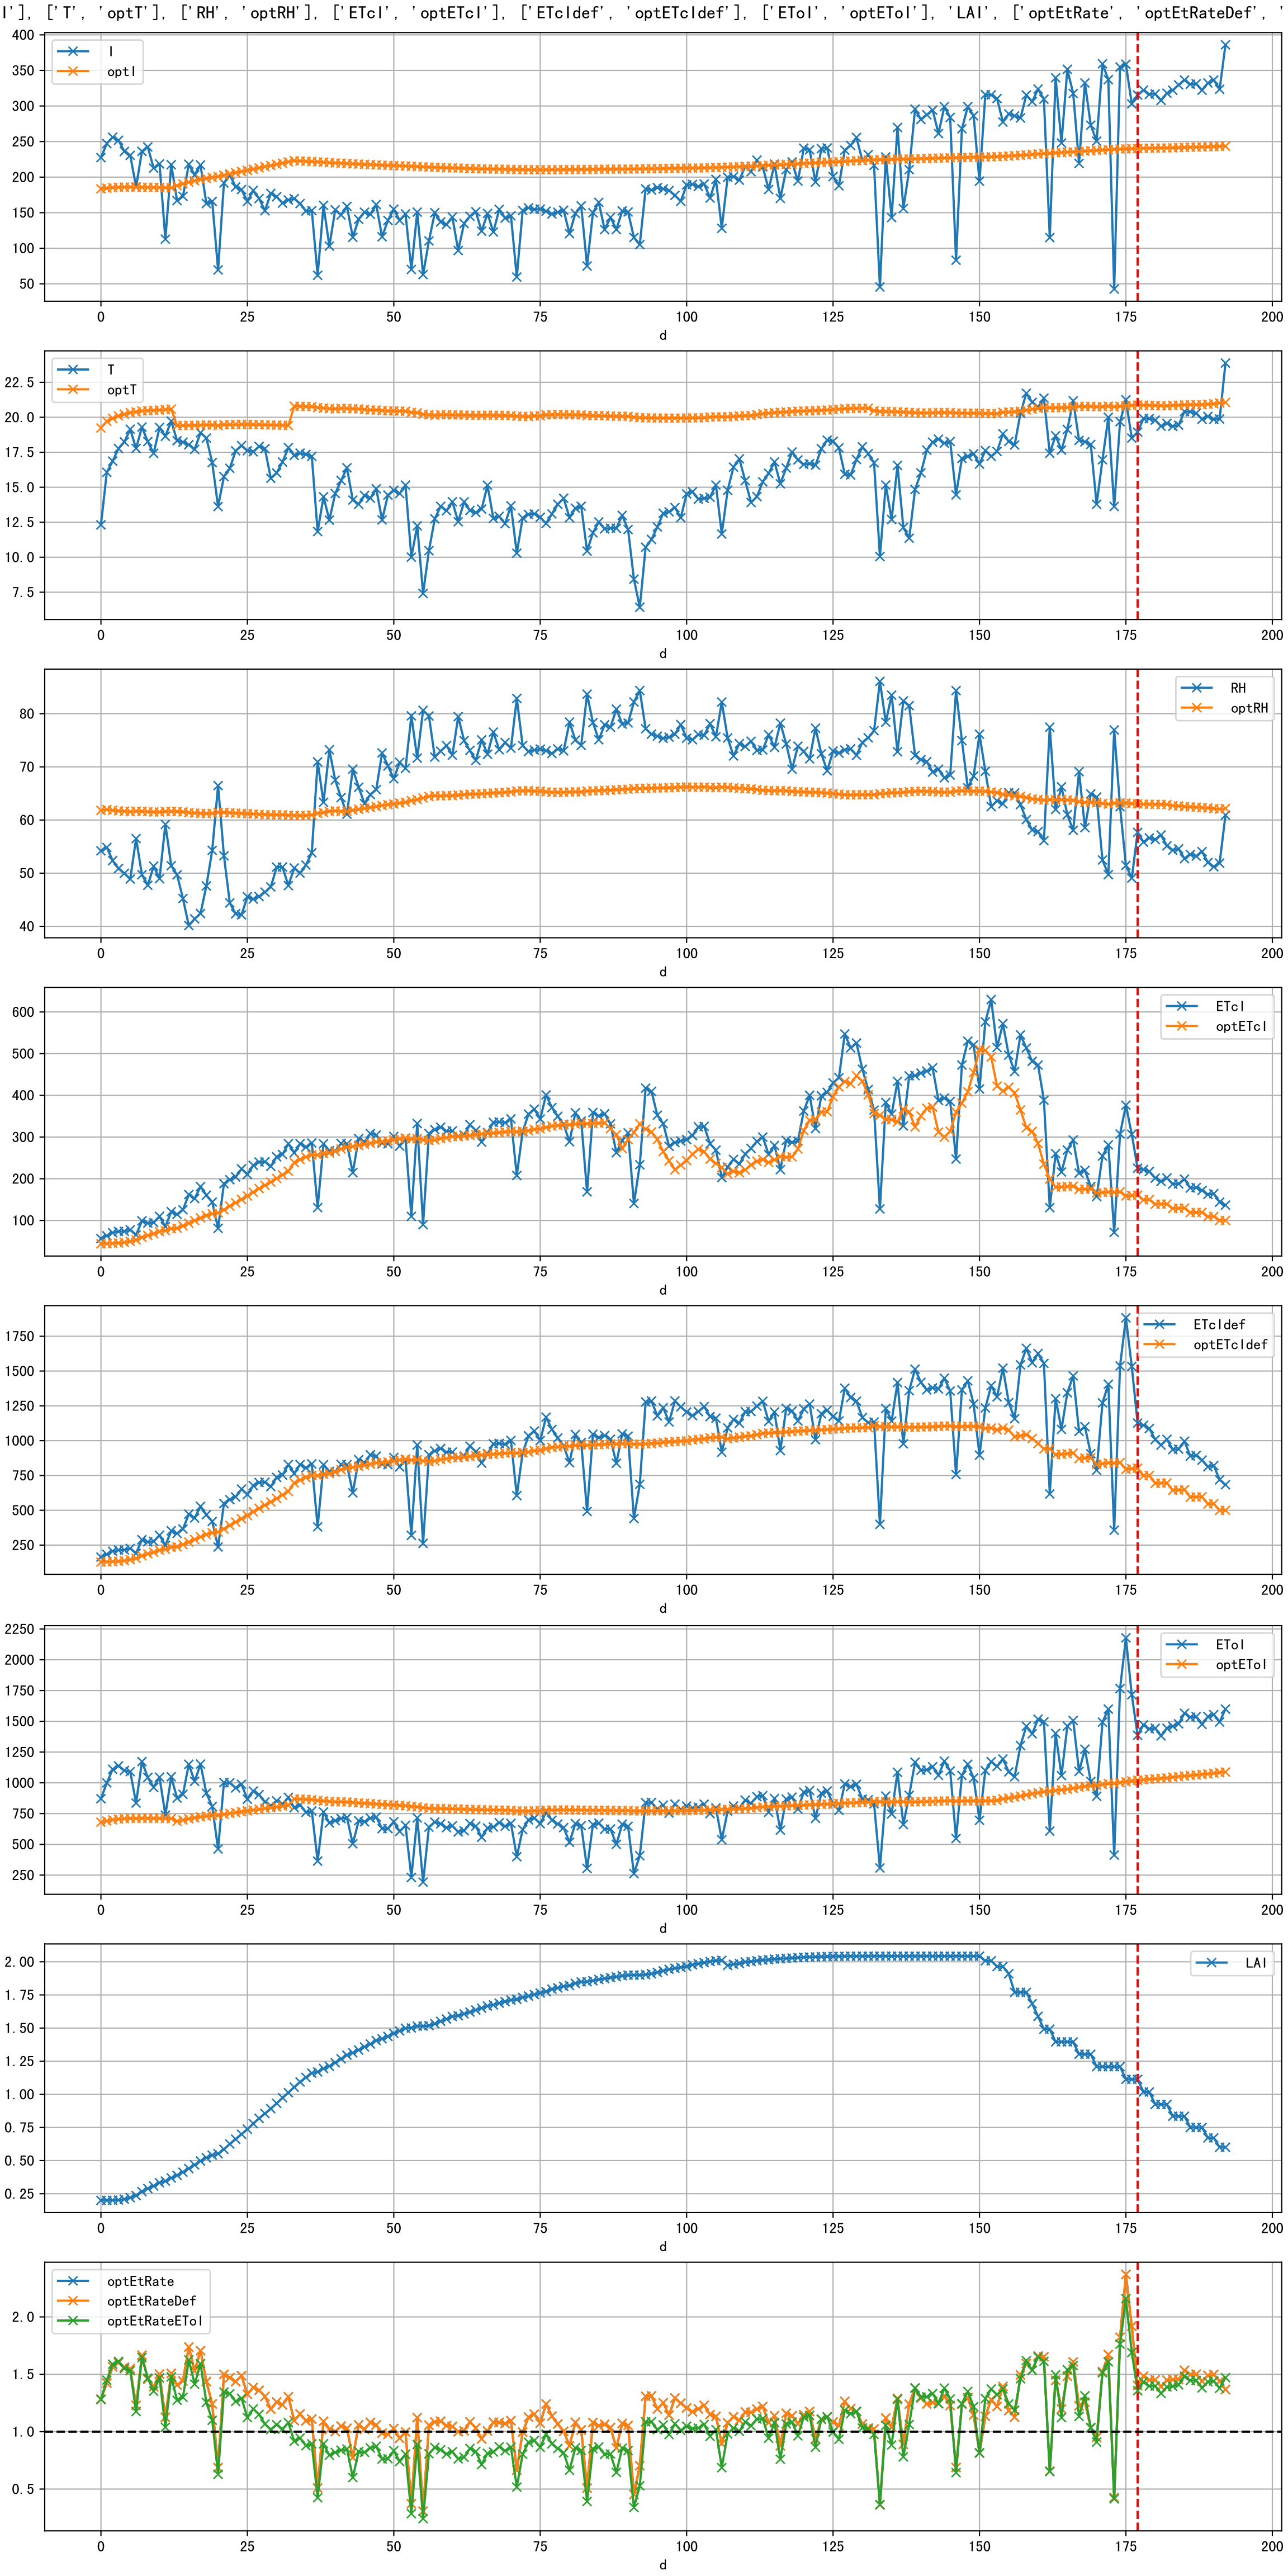 I'], ['T', 'optT'], ['RH', 'optRH'], ['ETcI', 'optETcI'], ['ETcIdef', 'optETcIdef'], ['EToI', 'optEToI'], 'LAI', ['optEtRate', 'optEtRateDef', '
I
optI
400
350
300
250
200
150
100
50
0 25 50 75 100 125 150 175 200
d
T
optT
22.5
20.0
17.5
15.0
12.5
10.0
7.5
0 25 50 75 100 125 150 175 200
d
RH
optRH
80
70
60
50
40
0 25 50 75 100 125 150 175 200
d
ETcI
optETcI
600
500
400
300
200
100
0 25 50 75 100 125 150 175 200
d
ETcIdef
optETcIdef
1750
1500
1250
1000
750
500
250
0 25 50 75 100 125 150 175 200
d
EToI
optEToI
2250
2000
1750
1500
1250
1000
750
500
250
0 25 50 75 100 125 150 175 200
d
LAI
2.00
1.75
1.50
1.25
1.00
0.75
0.50
0.25
0 25 50 75 100 125 150 175 200
d
optEtRate
optEtRateDef
optEtRateEToI
2.0
1.5
1.0
0.5
0 25 50 75 100 125 150 175 200
d